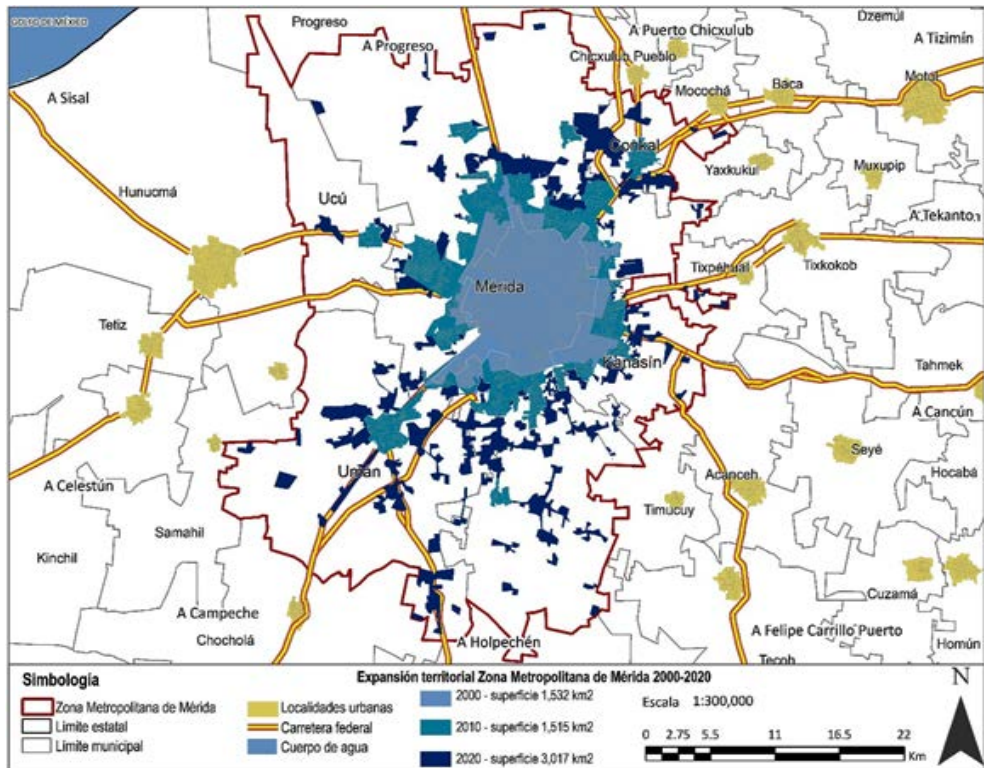 GOLFO DE MÉXICO
Progreso
Dzemúl
A Progreso
A Puerto Chicxulub
A Tizimín
Chicxulub Pueblo
A Sisal
Mocochá
Baca
Motul
Conkal
Yaxkukul
Muxupip
Hunucmá
Ucú
A Tekanto
Tixpéhual
Tixkokob
Mérida
Tetiz
Kanasín
Tahmek
A Cancún
Seyé
Umán
Acanceh
Hocabá
A Celestún
Samahil
Timucuy
Kinchil
Cuzamá
A Campeche
Chocholá
A Holpechén
A Felipe Carrillo Puerto
Homún
Tecoh
Simbología
Zona Metropolitana de Mérida
Limite estatal
Limite municipal
Localidades urbanas
Carretera federal
Cuerpo de agua
Expansión territorial Zona Metropolitana de Mérida 2000-2020
2000 - superficie 1,532 km2
2010 - superficie 1,515 km2
2020 - superficie 3,017 km2
Escala 1:300,000
0 2.75 5.5 11 16.5 22
Km
N